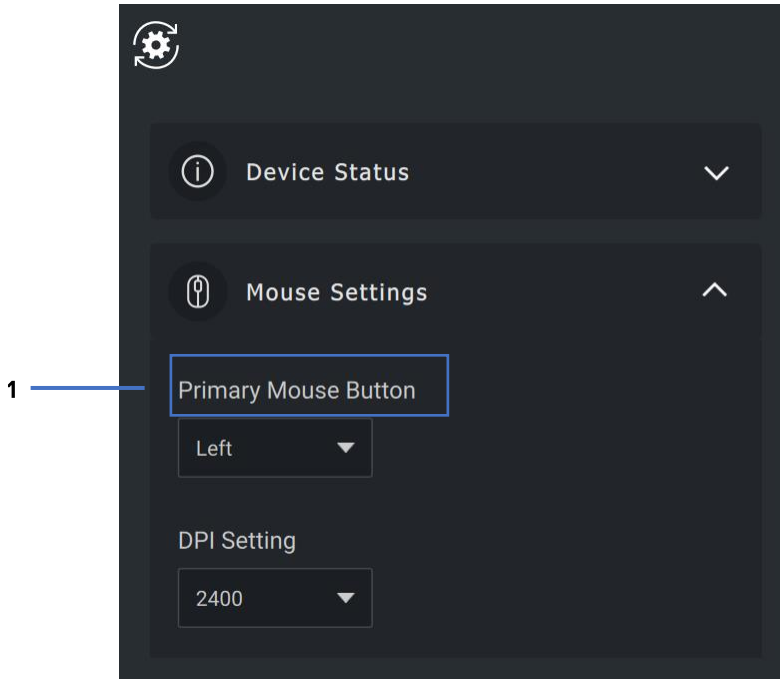 Device Status
Mouse Settings
1
Primary Mouse Button
Left
DPI Setting
2400